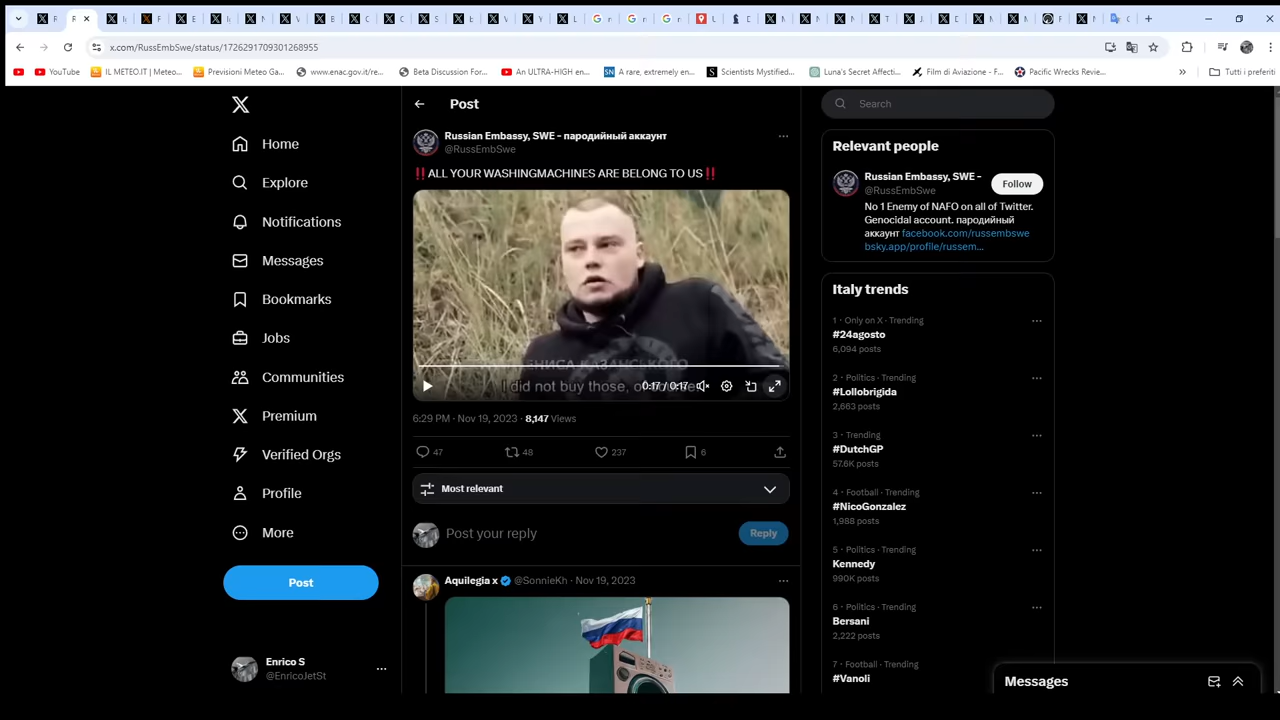 x.com/RussEmbSwe/status/1726291709301268955
YouTube
IL METEO.IT | Meteo...
Previsioni Meteo Ga...
www.enac.gov.it/re...
Beta Discussion For...
An ULTRA-HIGH en...
A rare, extremely en...
Scientists Mystified...
Luna's Secret Affecti...
Film di Aviazione - F...
Pacific Wrecks Revie...
Tutti i preferiti
Home
Explore
Notifications
Messages
Bookmarks
Jobs
Communities
Premium
Verified Orgs
Profile
More
Post
Enrico S
@EnricoJetSt
Post
Russian Embassy, SWE - пародийный аккаунт
@RussEmbSwe
‼️ALL YOUR WASHINGMACHINES ARE BELONG TO US‼️
КАЗАНСЬКОГО
I did not buy those, of
0:17 / 0:17
6:29 PM · Nov 19, 2023 · 8,147 Views
47
48
237
6
Most relevant
Post your reply
Reply
Aquilegia x @SonnieKh · Nov 19, 2023
Search
Relevant people
Russian Embassy, SWE -
@RussEmbSwe
Follow
No 1 Enemy of NAFO on all of Twitter.
Genocidal account. пародийный
аккаунт facebook.com/russembswe
bsky.app/profile/russem...
Italy trends
1 · Only on X · Trending
#24agosto
6,094 posts
2 · Politics · Trending
#Lollobrigida
2,663 posts
3 · Trending
#DutchGP
57.6K posts
4 · Football · Trending
#NicoGonzalez
1,988 posts
5 · Politics · Trending
Kennedy
990K posts
6 · Politics · Trending
Bersani
2,222 posts
7 · Football · Trending
#Vanoli
Messages